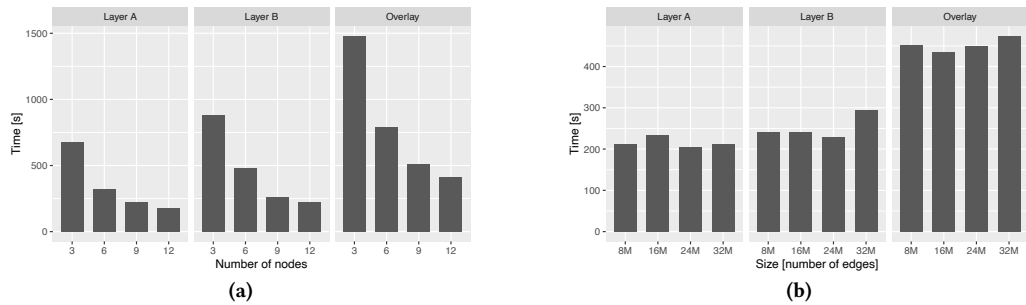 Layer A Layer B Overlay
1500
1000
500
0
Time [s]
3 6 9 12 3 6 9 12 3 6 9 12
Number of nodes
(a)
Layer A Layer B Overlay
400
300
200
100
0
Time [s]
8M 16M 24M 32M 8M 16M 24M 32M 8M 16M 24M 32M
Size [number of edges]
(b)